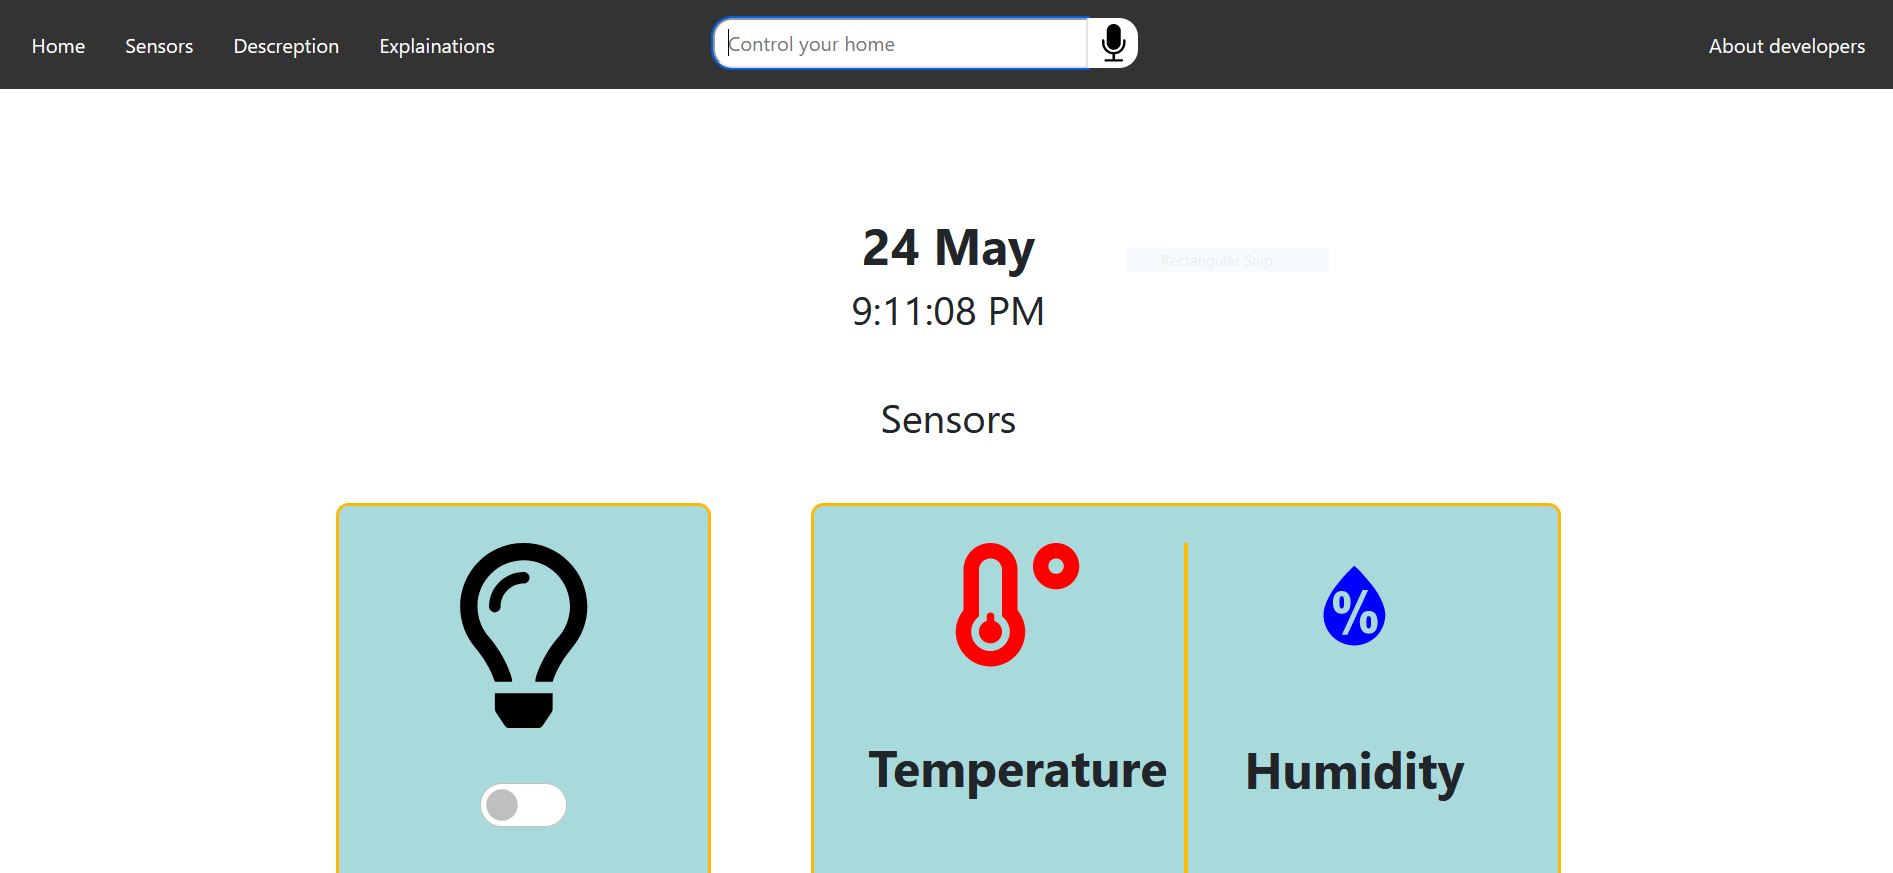 Home Sensors Descreption Explainations Control your home About developers
24 May
Rectangular Snip
9:11:08 PM
Sensors
%
Temperature Humidity